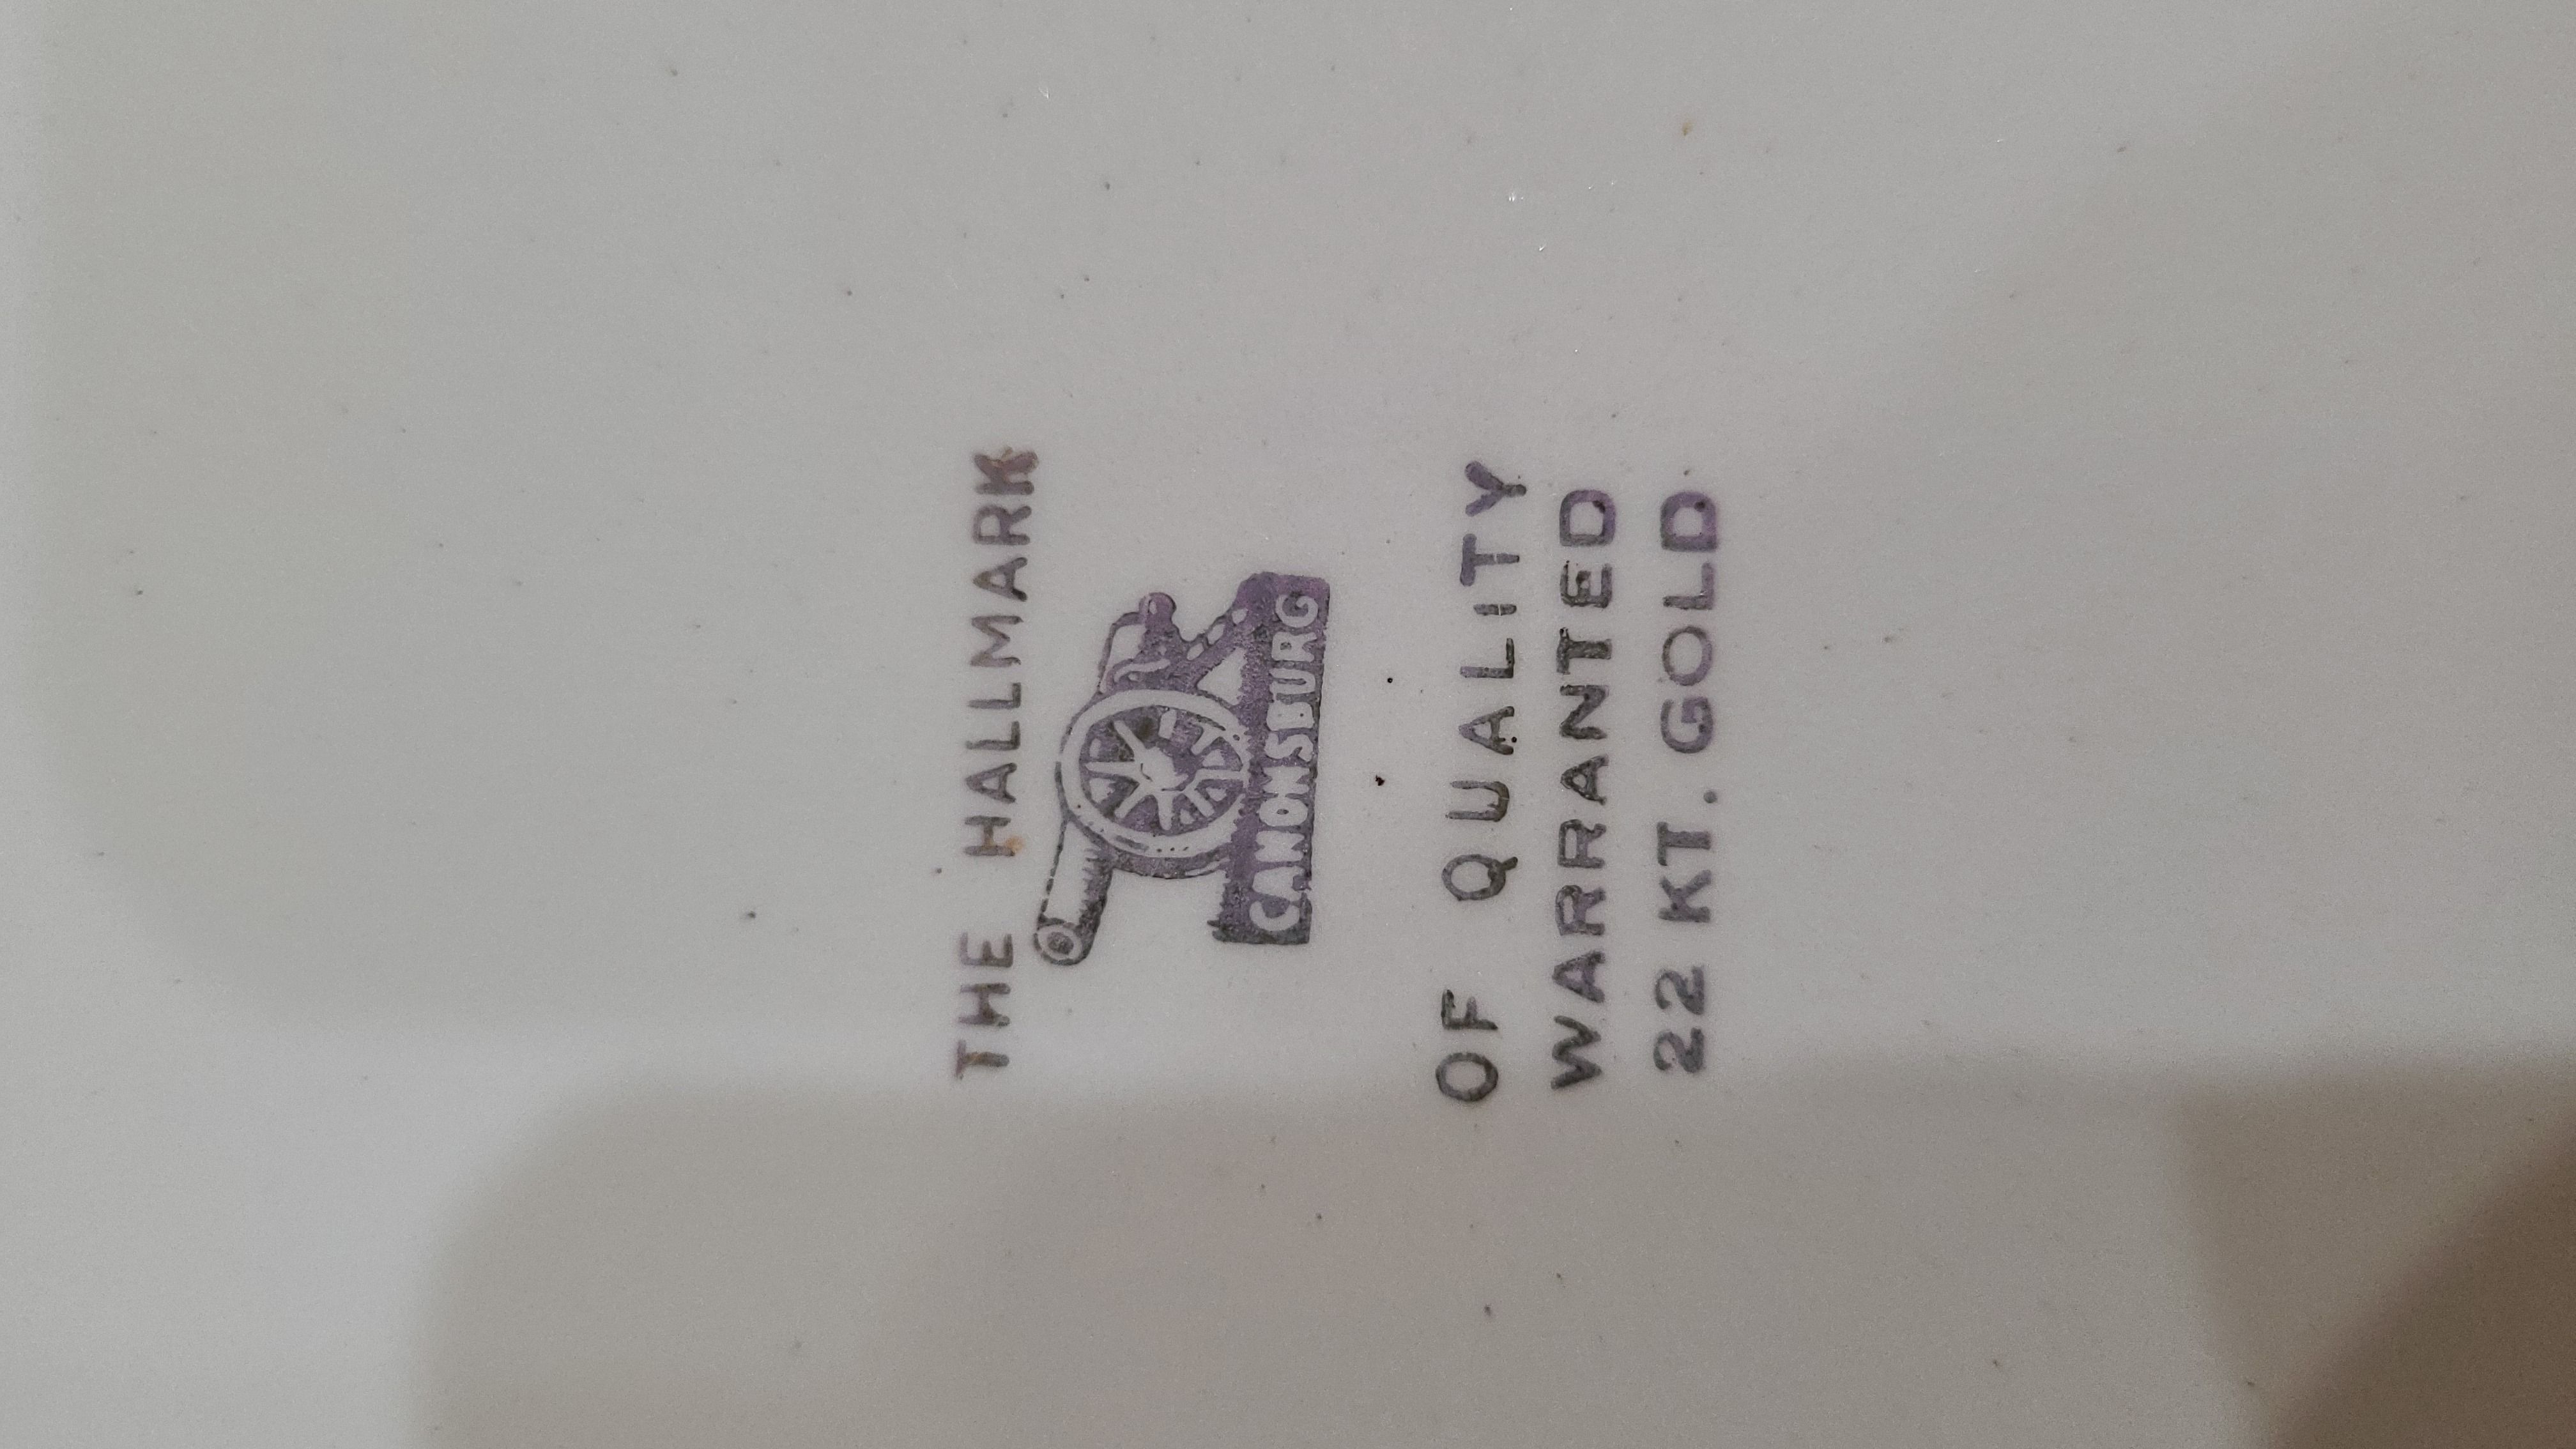 THE HALLMARK
CANONSBURG
OF QUALITY
WARRANTED
22 KT. GOLD